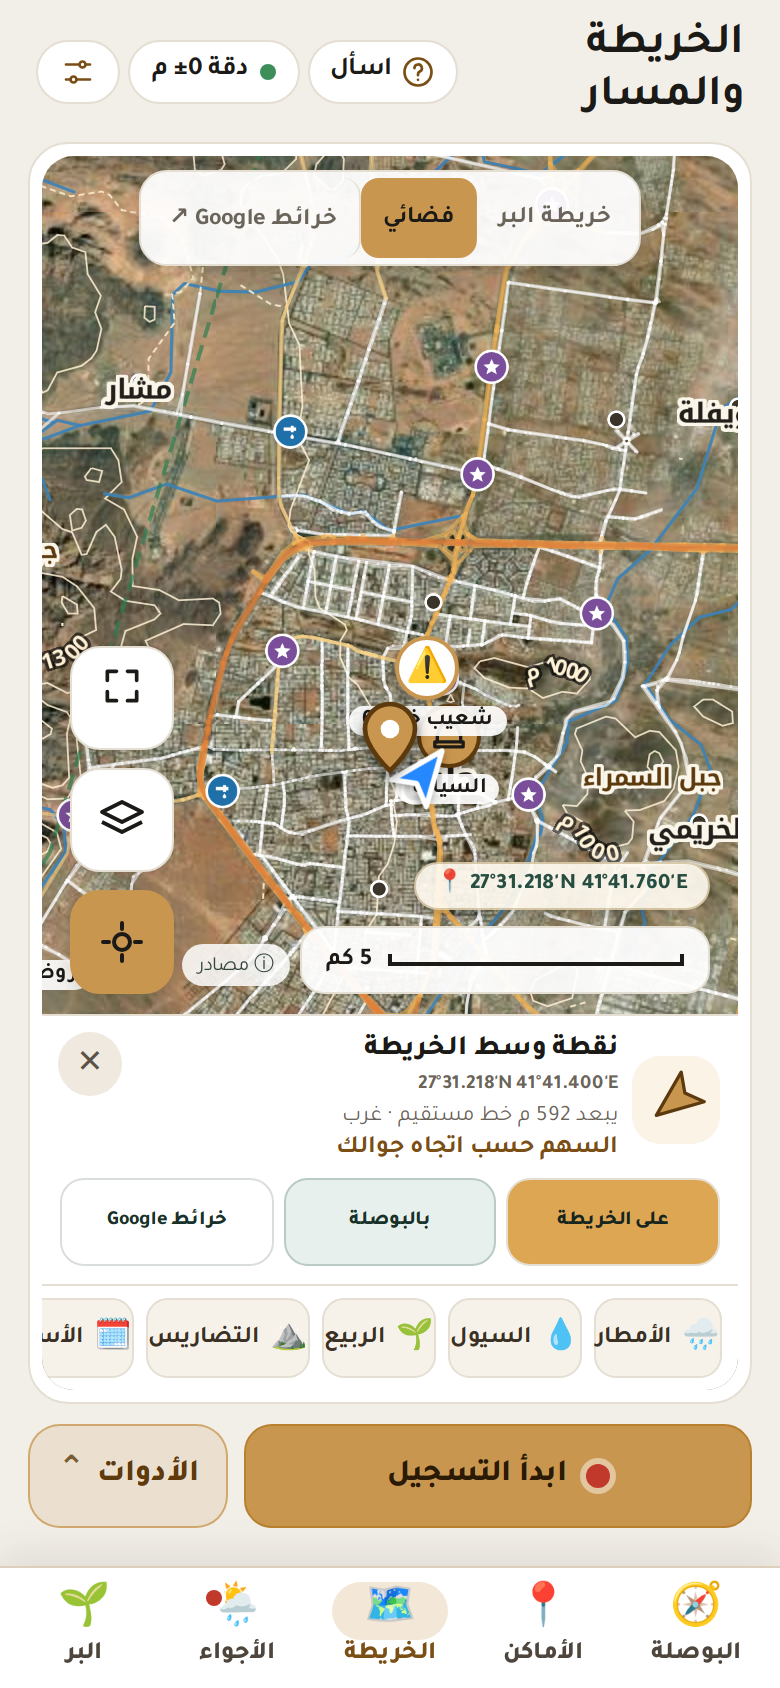 الخريطة
والمسار
اسأل
دقة ±0 م
خريطة البر
فضائي
خرائط Google ↗
مشار
1300
1000
شعيب
جبل السمراء
1000
27°31.218′N 41°41.760′E
5 كم
مصادر
نقطة وسط الخريطة
27°31.218′N 41°41.400′E
يبعد 592 م خط مستقيم · غرب
السهم حسب اتجاه جوالك
على الخريطة
بالبوصلة
خرائط Google
الأمطار
السيول
الربيع
التضاريس
ابدأ التسجيل
الأدوات
البوصلة
الأماكن
الخريطة
الأجواء
البر